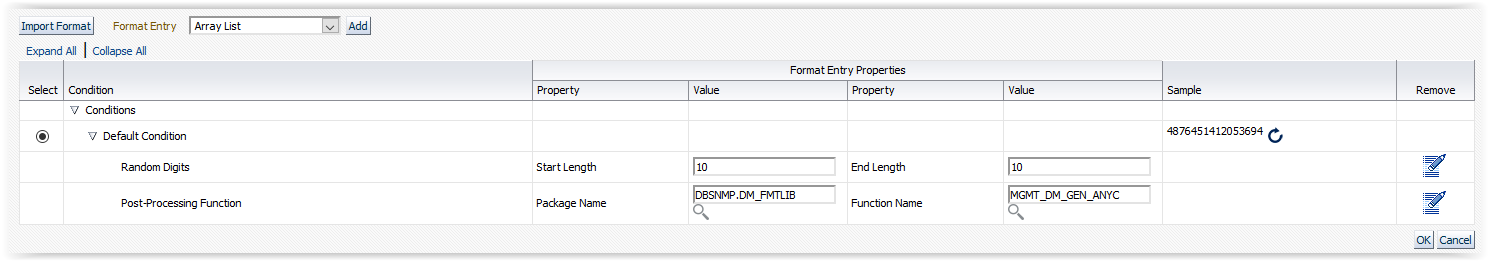 Import Format Format Entry Array List Add
Expand All Collapse All
Format Entry Properties
Select Condition Property Value Property Value Sample Remove
Conditions
Default Condition 4876451412053694
Random Digits Start Length 10 End Length 10
Post-Processing Function Package Name DBSNMP.DM_FMTLIB Function Name MGMT_DM_GEN_ANYC
OK Cancel